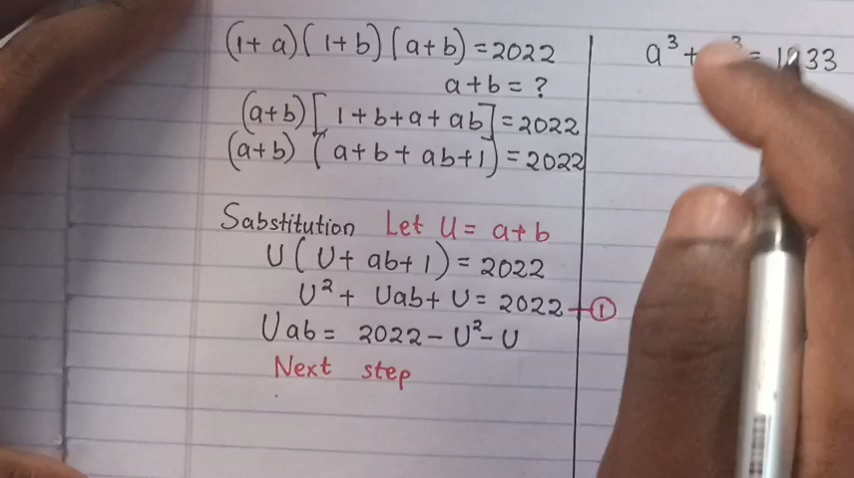 (1+a)(1+b)(a+b)=2022
a+b=?
(a+b)[1+b+a+ab]=2022
(a+b)(a+b+ab+1)=2022
Sabstitution Let U=a+b
U(U+ab+1)=2022
U²+Uab+U=2022 ①
Uab=2022-U²-U
Next step
a³+